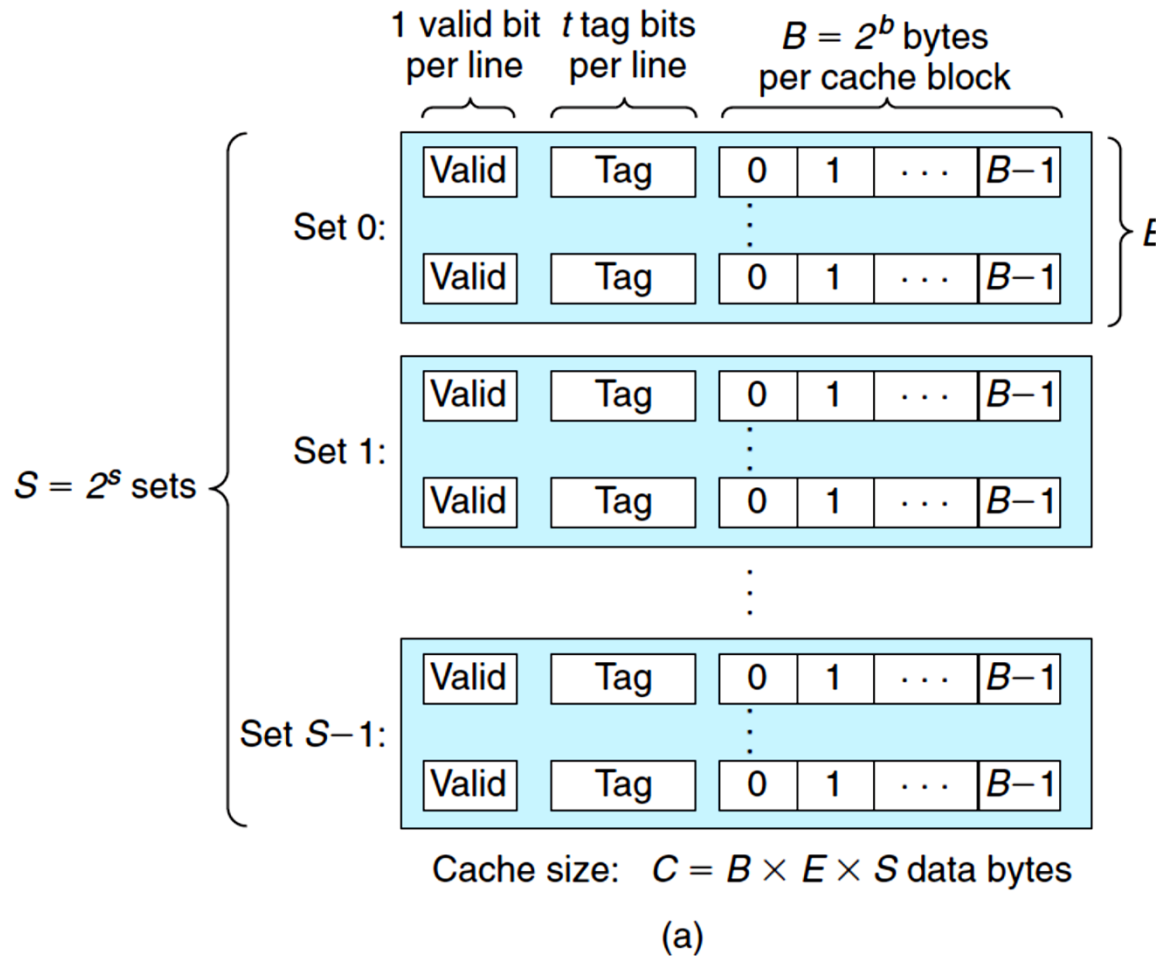 1 valid bit per line
t tag bits per line
B = 2^b bytes per cache block
Set 0:
Valid Tag 0 1 · · · B−1
Valid Tag 0 1 · · · B−1
E
Set 1:
Valid Tag 0 1 · · · B−1
Valid Tag 0 1 · · · B−1
S = 2^s sets
Set S−1:
Valid Tag 0 1 · · · B−1
Valid Tag 0 1 · · · B−1
Cache size: C = B × E × S data bytes
(a)